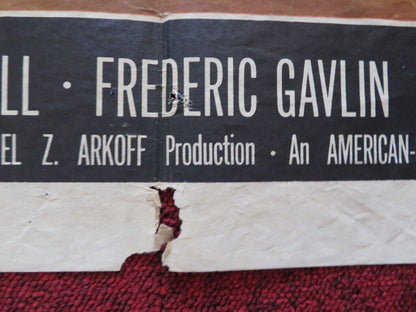 LL · FREDERIC GAVLIN
EL Z. ARKOFF Production · An AMERICAN-